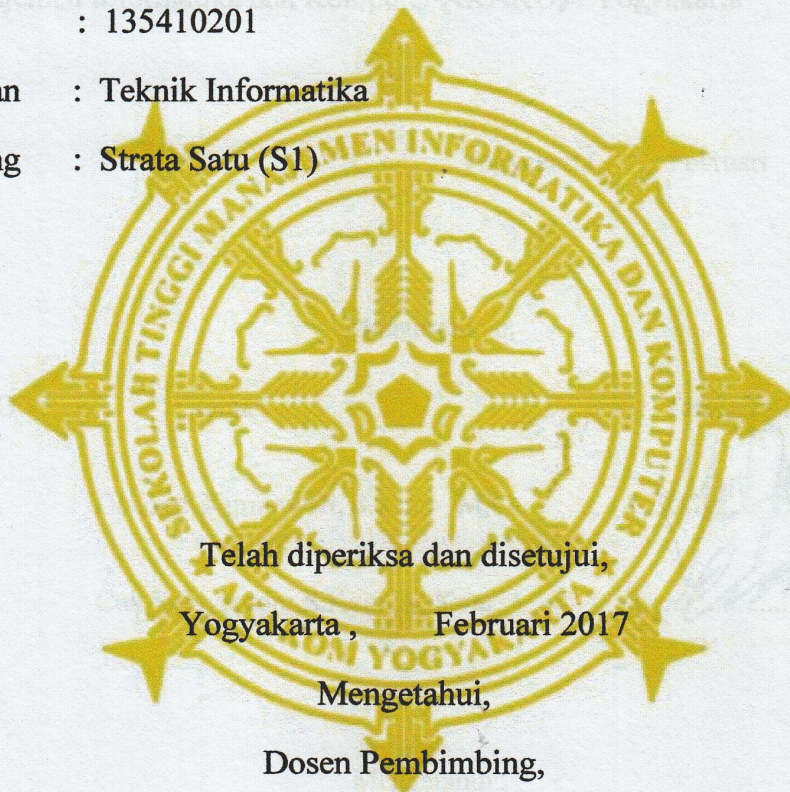 : 135410201
an : Teknik Informatika
ng : Strata Satu (S1)
SEKOLAH TINGGI MANAJEMEN INFORMATIKA DAN KOMPUTER
YOGYAKARTA
Telah diperiksa dan disetujui,
Yogyakarta , Februari 2017
Mengetahui,
Dosen Pembimbing,